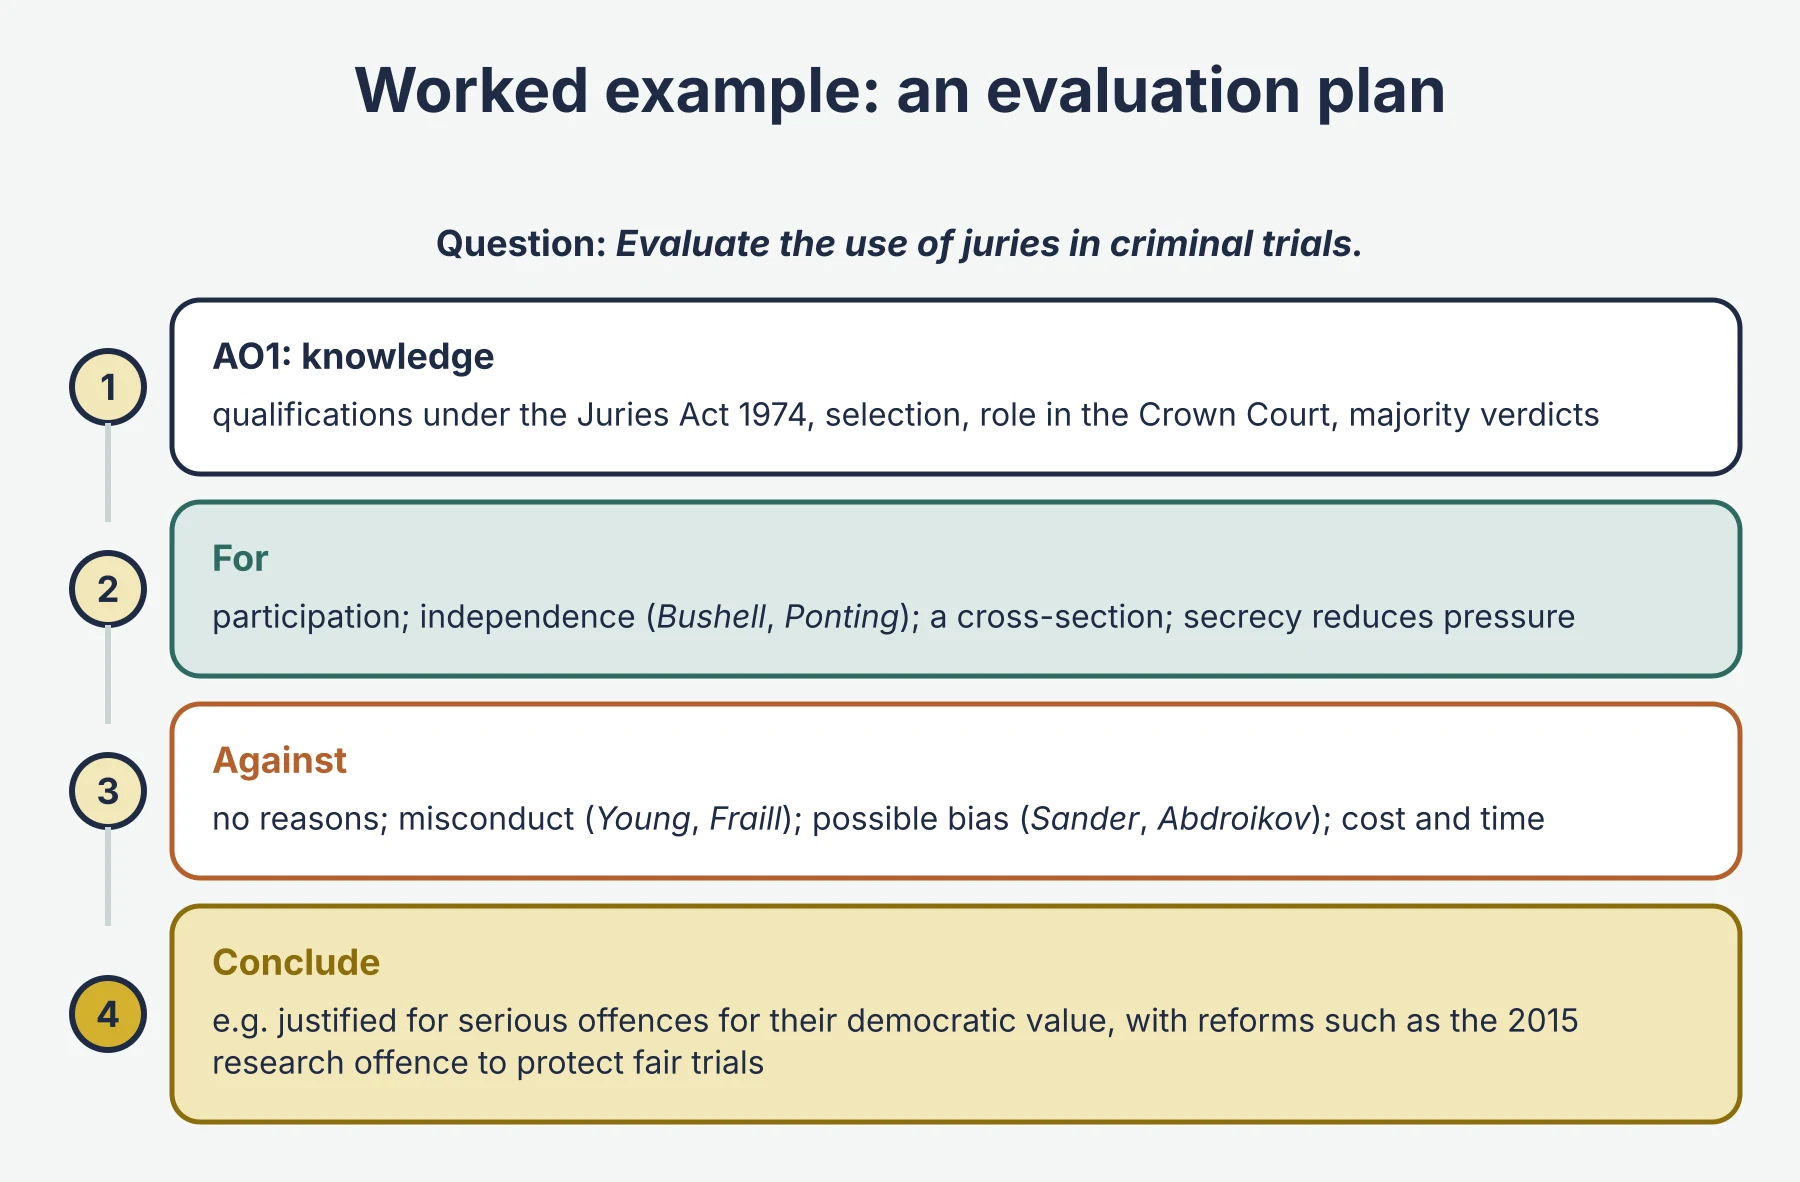 Worked example: an evaluation plan
Question: Evaluate the use of juries in criminal trials.
1
AO1: knowledge
qualifications under the Juries Act 1974, selection, role in the Crown Court, majority verdicts
2
For
participation; independence (Bushell, Ponting); a cross-section; secrecy reduces pressure
3
Against
no reasons; misconduct (Young, Fraill); possible bias (Sander, Abdroikov); cost and time
4
Conclude
e.g. justified for serious offences for their democratic value, with reforms such as the 2015
research offence to protect fair trials